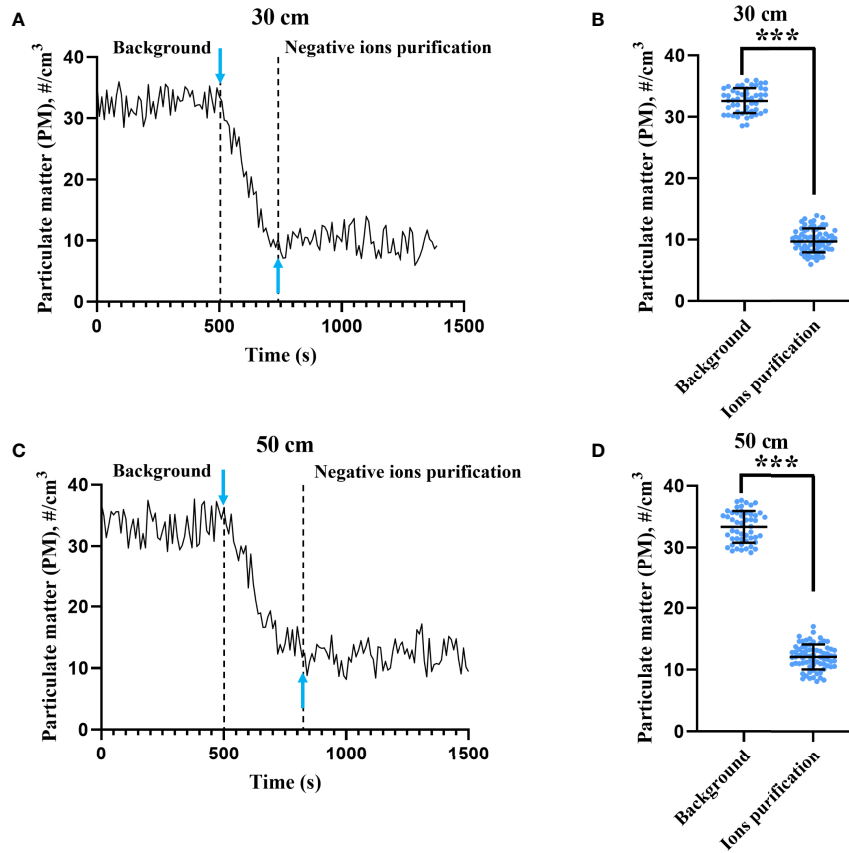 A
30 cm
Background
Negative ions purification
Particulate matter (PM), #/cm³
40
30
20
10
0
0 500 1000 1500
Time (s)
B
30 cm
***
Particulate matter (PM), #/cm³
40
30
20
10
0
Background
Ions purification
C
50 cm
Background
Negative ions purification
Particulate matter (PM), #/cm³
40
30
20
10
0
0 500 1000 1500
Time (s)
D
50 cm
***
Particulate matter (PM), #/cm³
40
30
20
10
0
Background
Ions purification